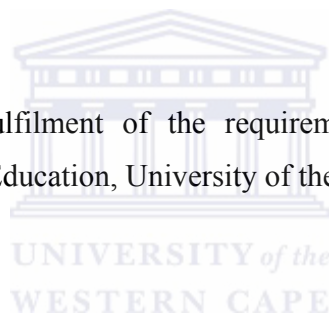 ulfilment of the requirem
Education, University of the
UNIVERSITY of the
WESTERN CAPE